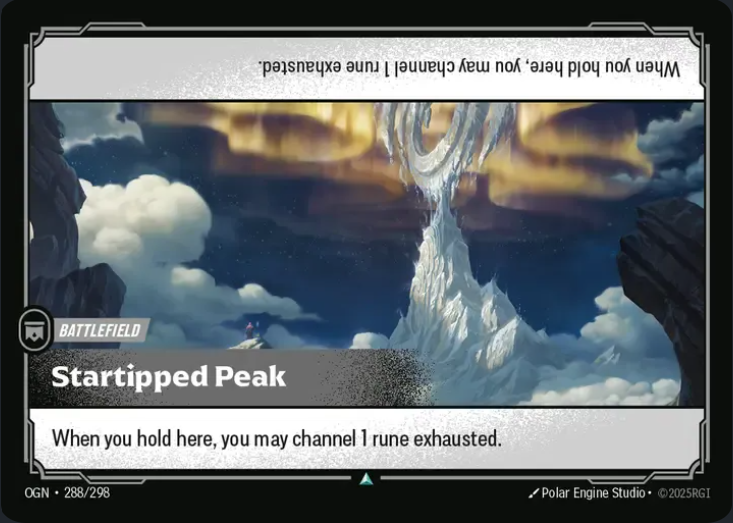 When you hold here, you may channel 1 rune exhausted.
BATTLEFIELD
Startipped Peak
When you hold here, you may channel 1 rune exhausted.
OGN • 288/298
Polar Engine Studio • ©2025RGI